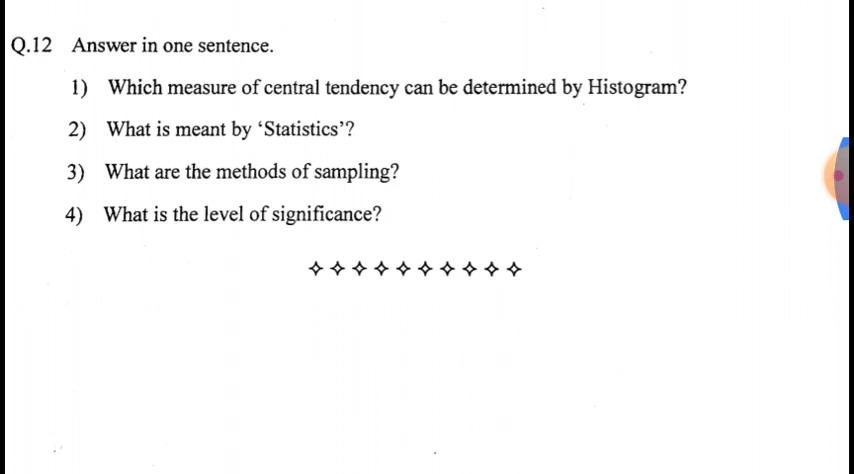 Q.12 Answer in one sentence.
1) Which measure of central tendency can be determined by Histogram?
2) What is meant by ‘Statistics’?
3) What are the methods of sampling?
4) What is the level of significance?